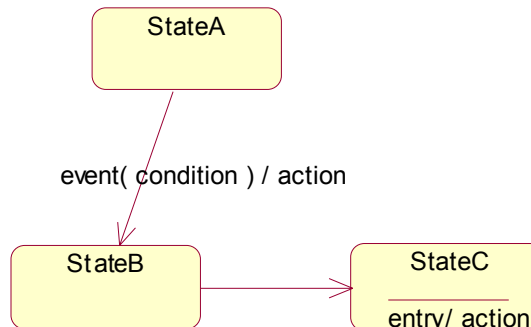 StateA
event( condition ) / action
StateB
StateC
entry/ action